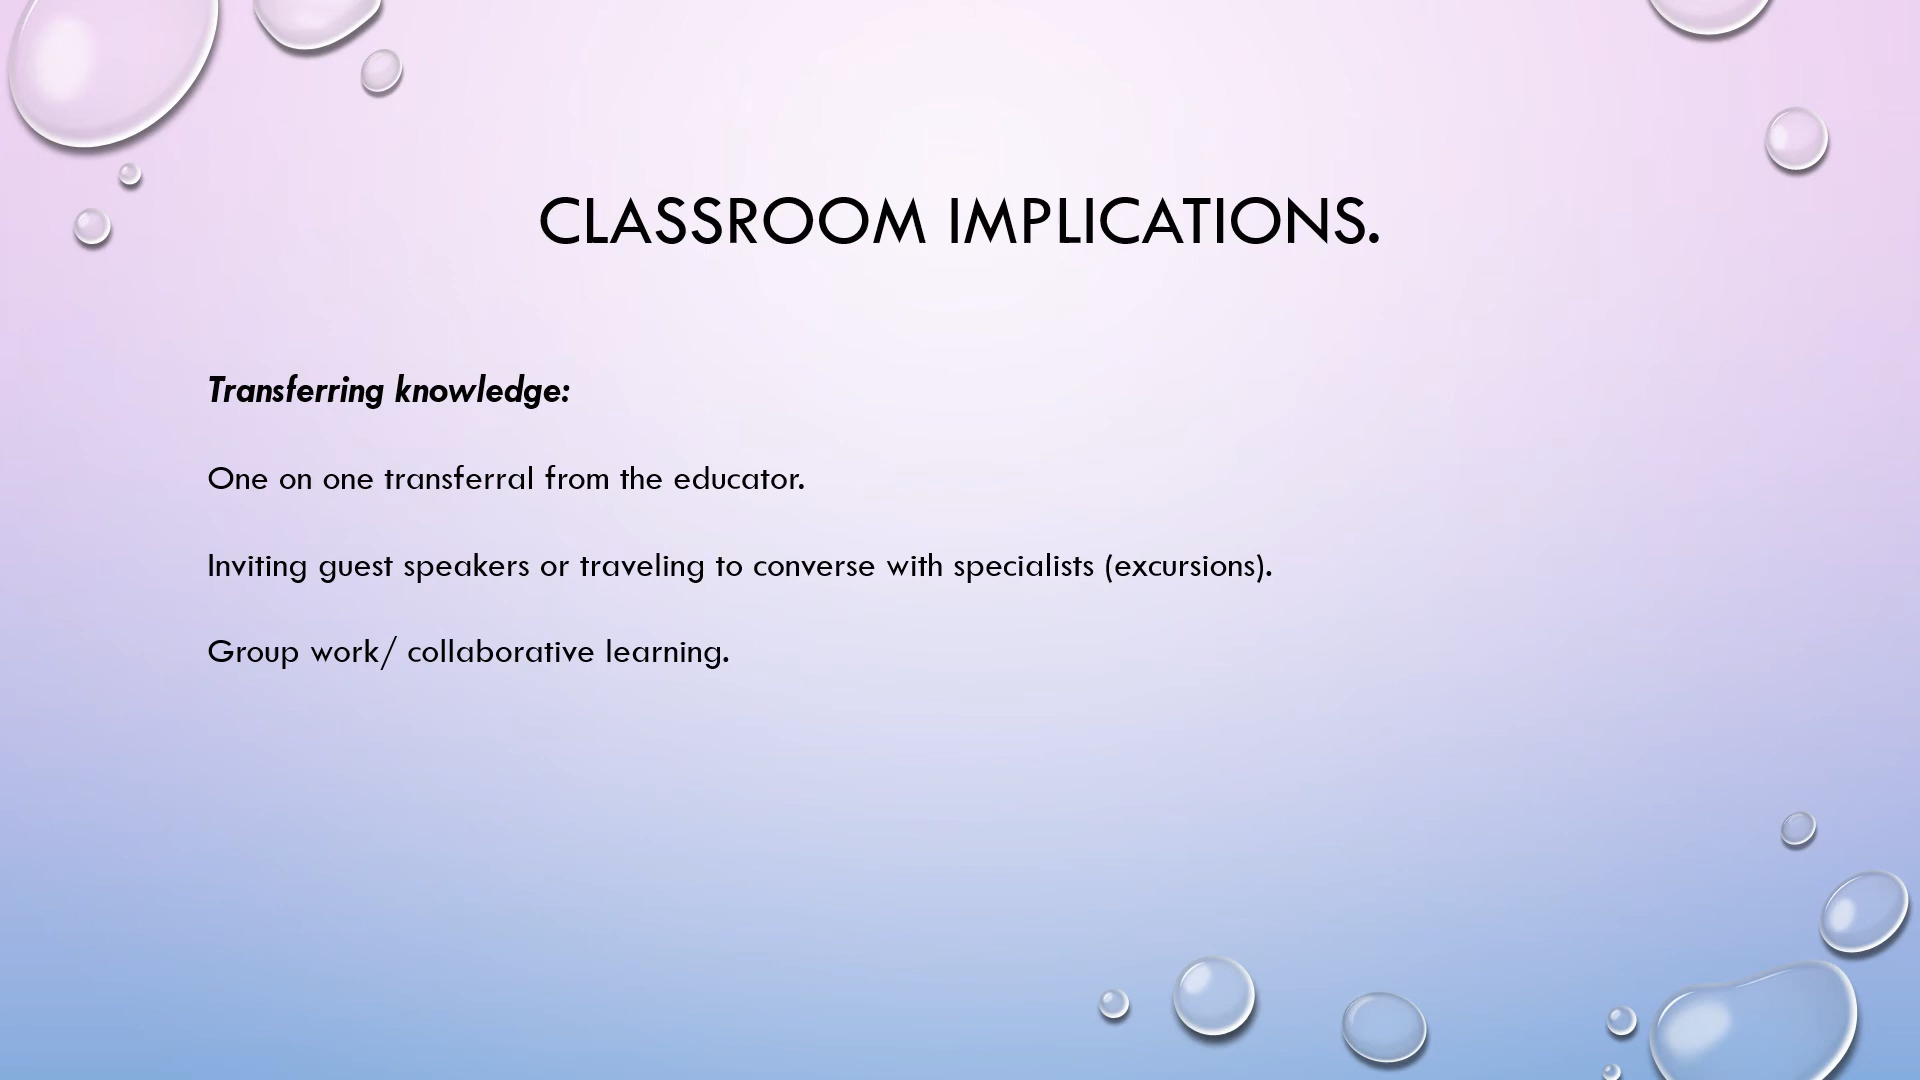 CLASSROOM IMPLICATIONS.
Transferring knowledge:
One on one transferral from the educator.
Inviting guest speakers or traveling to converse with specialists (excursions).
Group work/ collaborative learning.